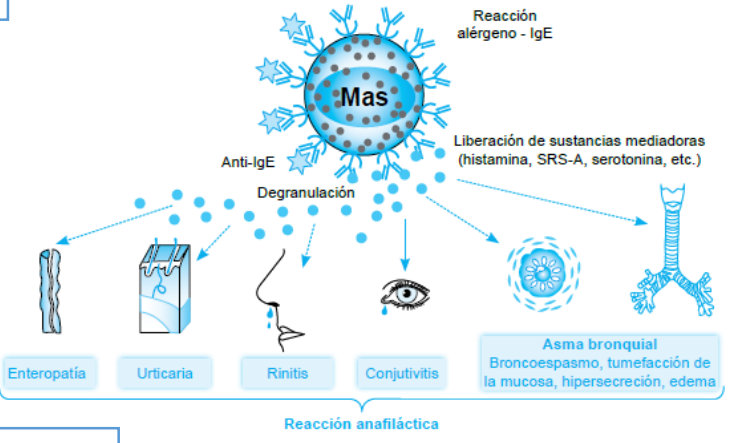 Reacción
alérgeno - IgE
Mas
Liberación de sustancias mediadoras
(histamina, SRS-A, serotonina, etc.)
Anti-IgE
Degranulación
Enteropatía
Urticaria
Rinitis
Conjutivitis
Asma bronquial
Broncoespasmo, tumefacción de
la mucosa, hipersecreción, edema
Reacción anafiláctica